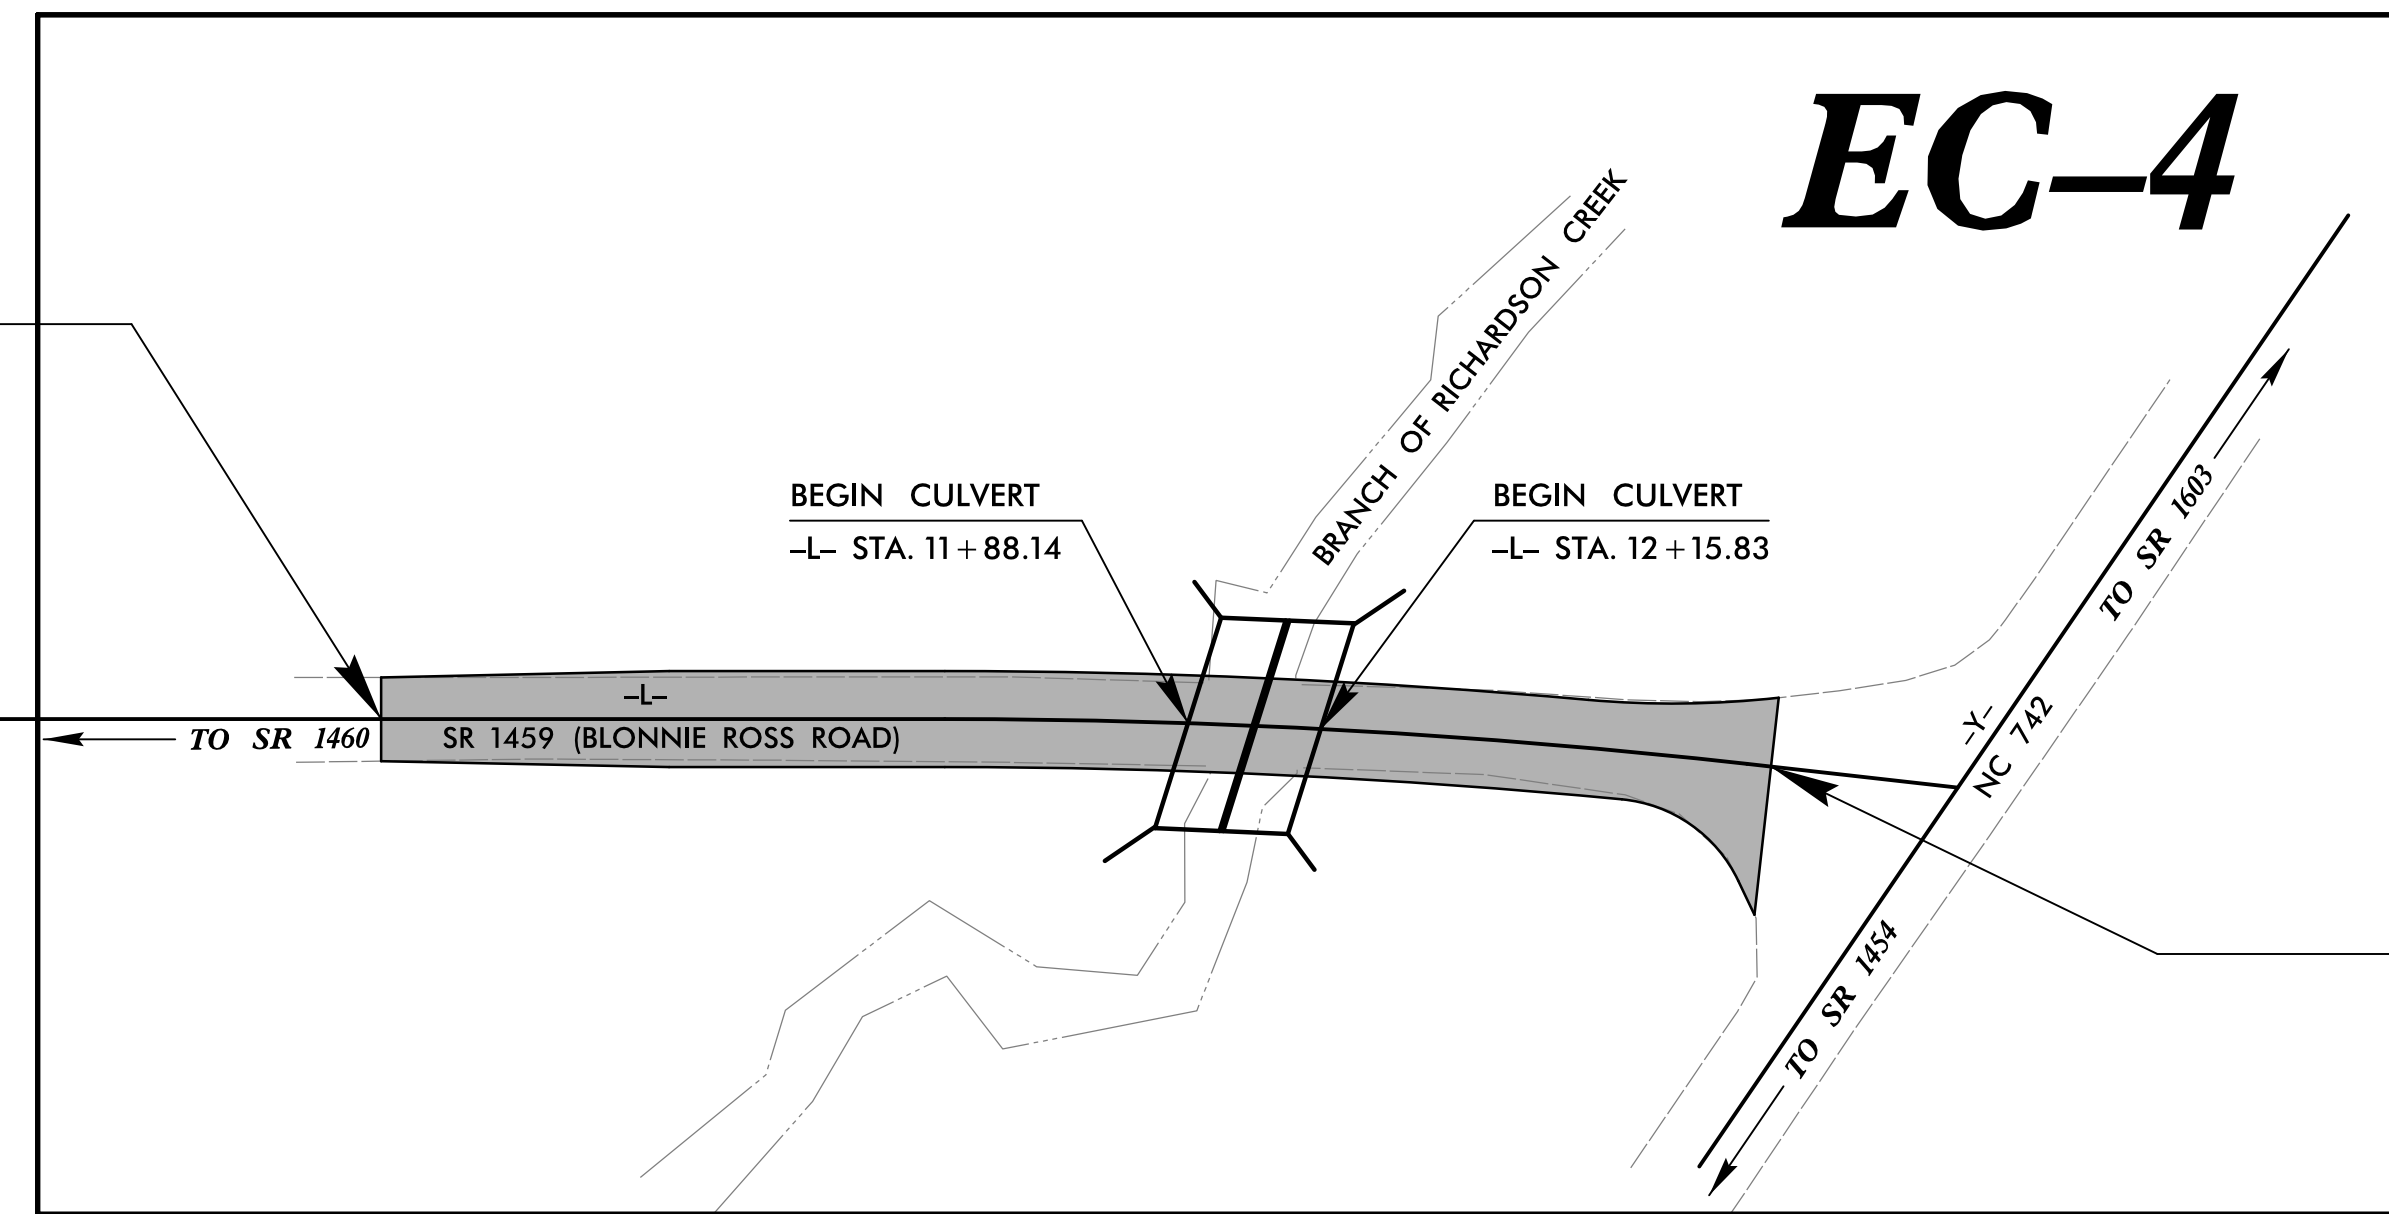 EC–4
BRANCH OF RICHARDSON CREEK
BEGIN CULVERT
–L– STA. 11+88.14
BEGIN CULVERT
–L– STA. 12+15.83
TO SR 1603
–L–
TO SR 1460
SR 1459 (BLONNIE ROSS ROAD)
–Y–
NC 742
TO SR 1454